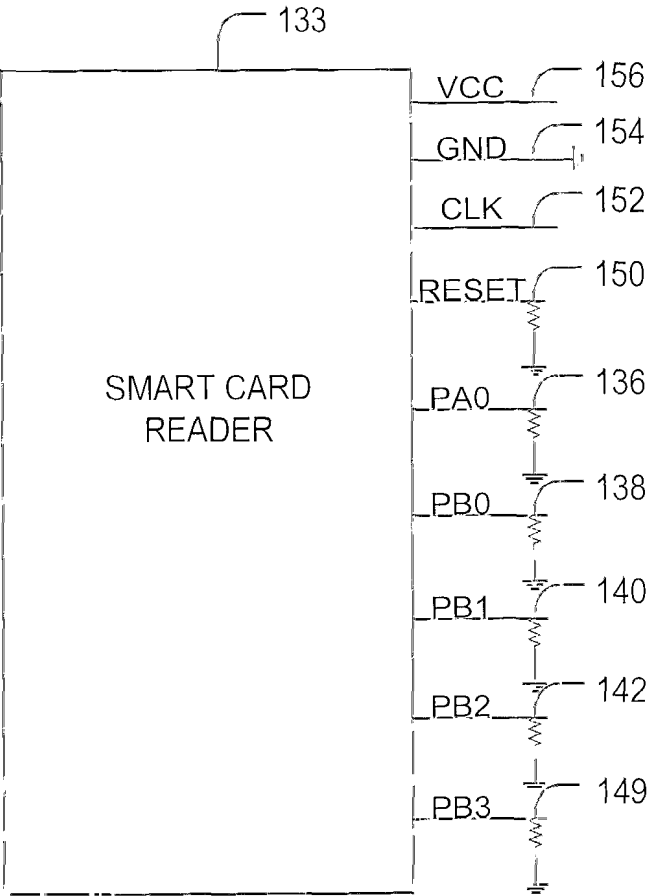 133
VCC 156
GND 154
CLK 152
RESET 150
SMART CARD
READER
PA0 136
PB0 138
PB1 140
PB2 142
PB3 149